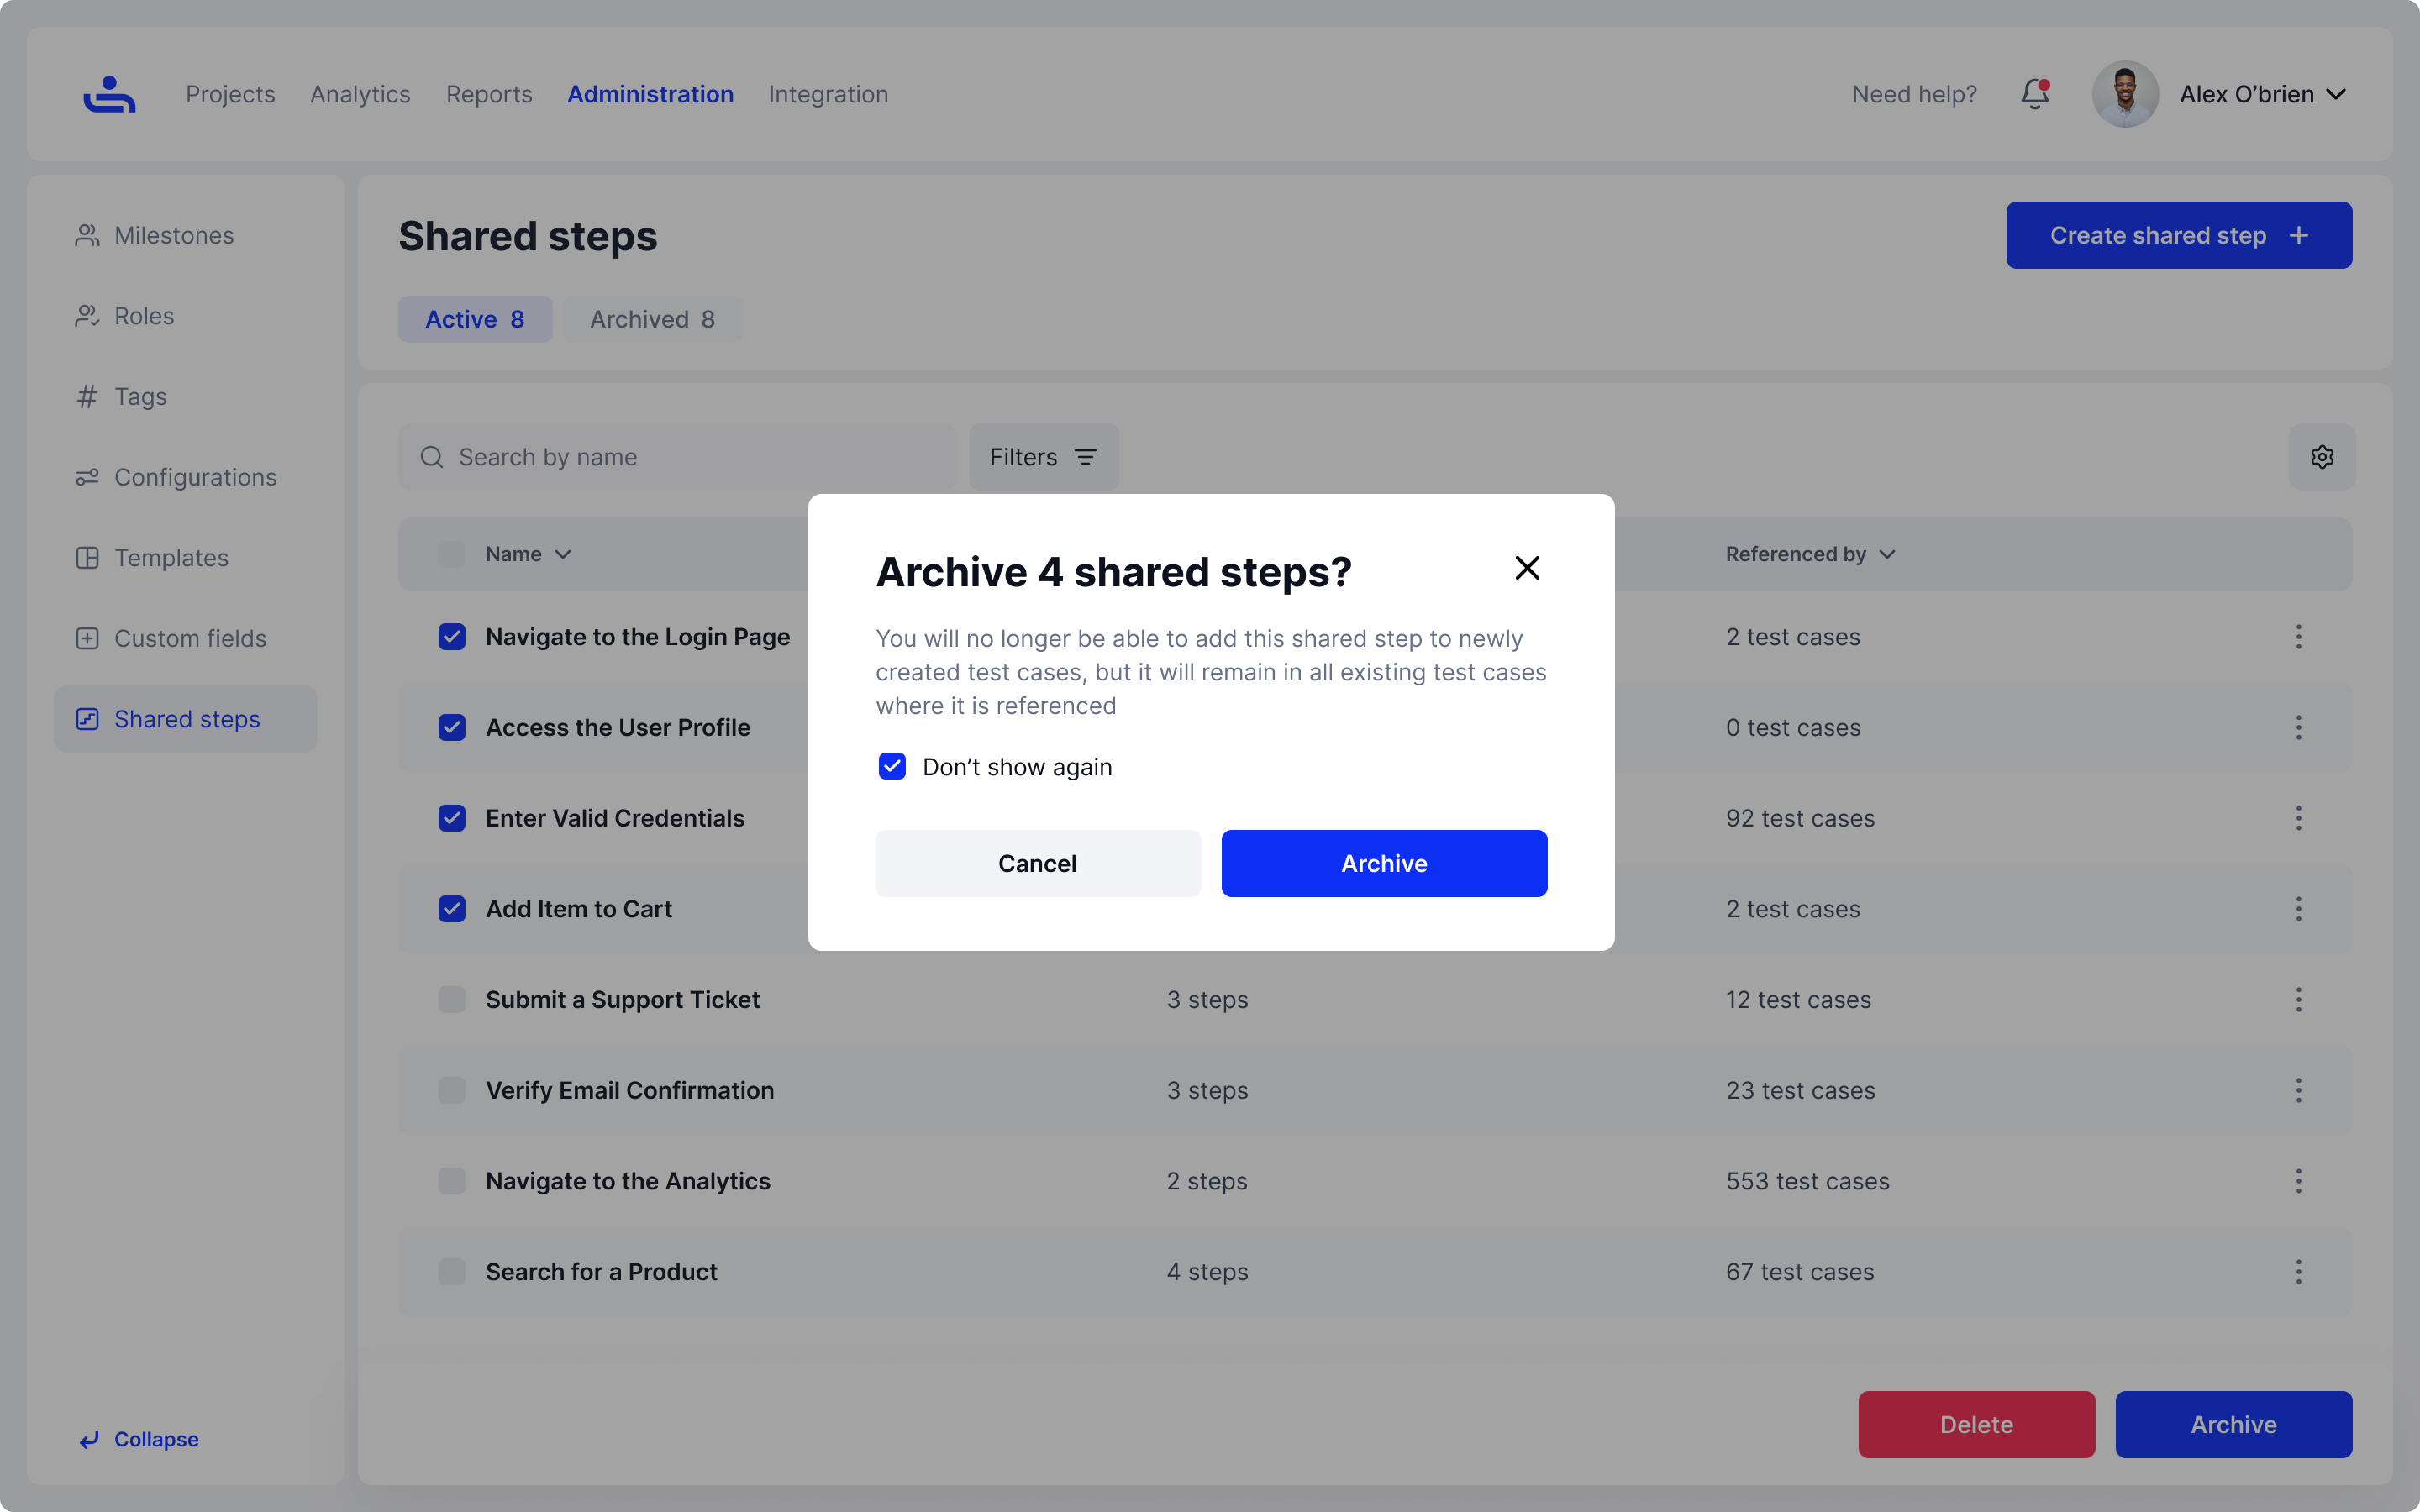 Projects Analytics Reports Administration Integration Need help? Alex O’brien
Milestones
Roles
Tags
Configurations
Templates
Custom fields
Shared steps
Collapse
Shared steps
Create shared step
Active 8 Archived 8
Search by name Filters
Name Referenced by
Navigate to the Login Page 2 test cases
Access the User Profile 0 test cases
Enter Valid Credentials 92 test cases
Add Item to Cart 2 test cases
Submit a Support Ticket 3 steps 12 test cases
Verify Email Confirmation 3 steps 23 test cases
Navigate to the Analytics 2 steps 553 test cases
Search for a Product 4 steps 67 test cases
Delete Archive
Archive 4 shared steps?
You will no longer be able to add this shared step to newly
created test cases, but it will remain in all existing test cases
where it is referenced
Don’t show again
Cancel Archive